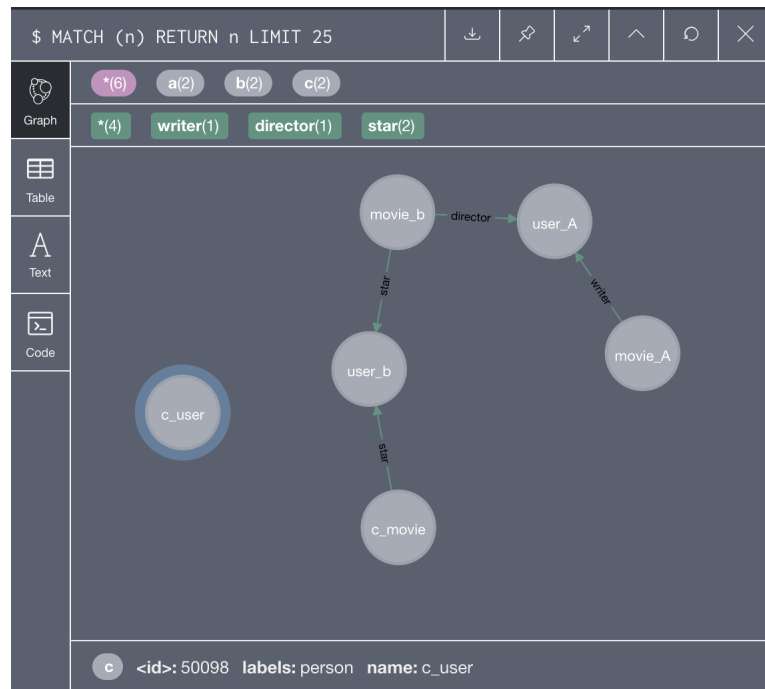 $ MATCH (n) RETURN n LIMIT 25
*(6) a(2) b(2) c(2)
Graph
*(4) writer(1) director(1) star(2)
Table
A
Text
>_
Code
movie_b
director
user_A
star
writer
user_b
movie_A
c_user
star
c_movie
c <id>: 50098 labels: person name: c_user